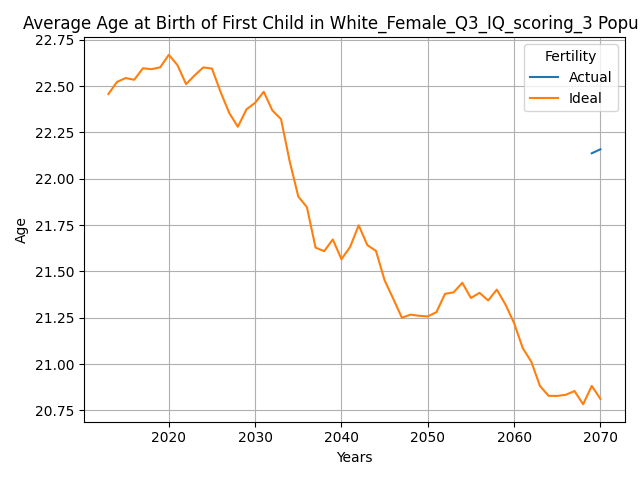 Average Age at Birth of First Child in White_Female_Q3_IQ_scoring_3 Popu
22.75
22.50
22.25
22.00
21.75
21.50
21.25
21.00
20.75
Age
Fertility
Actual
Ideal
2020 2030 2040 2050 2060 2070
Years